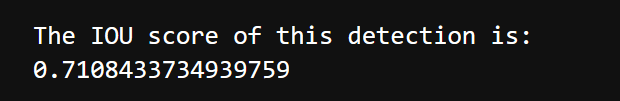 The IOU score of this detection is:
0.7108433734939759